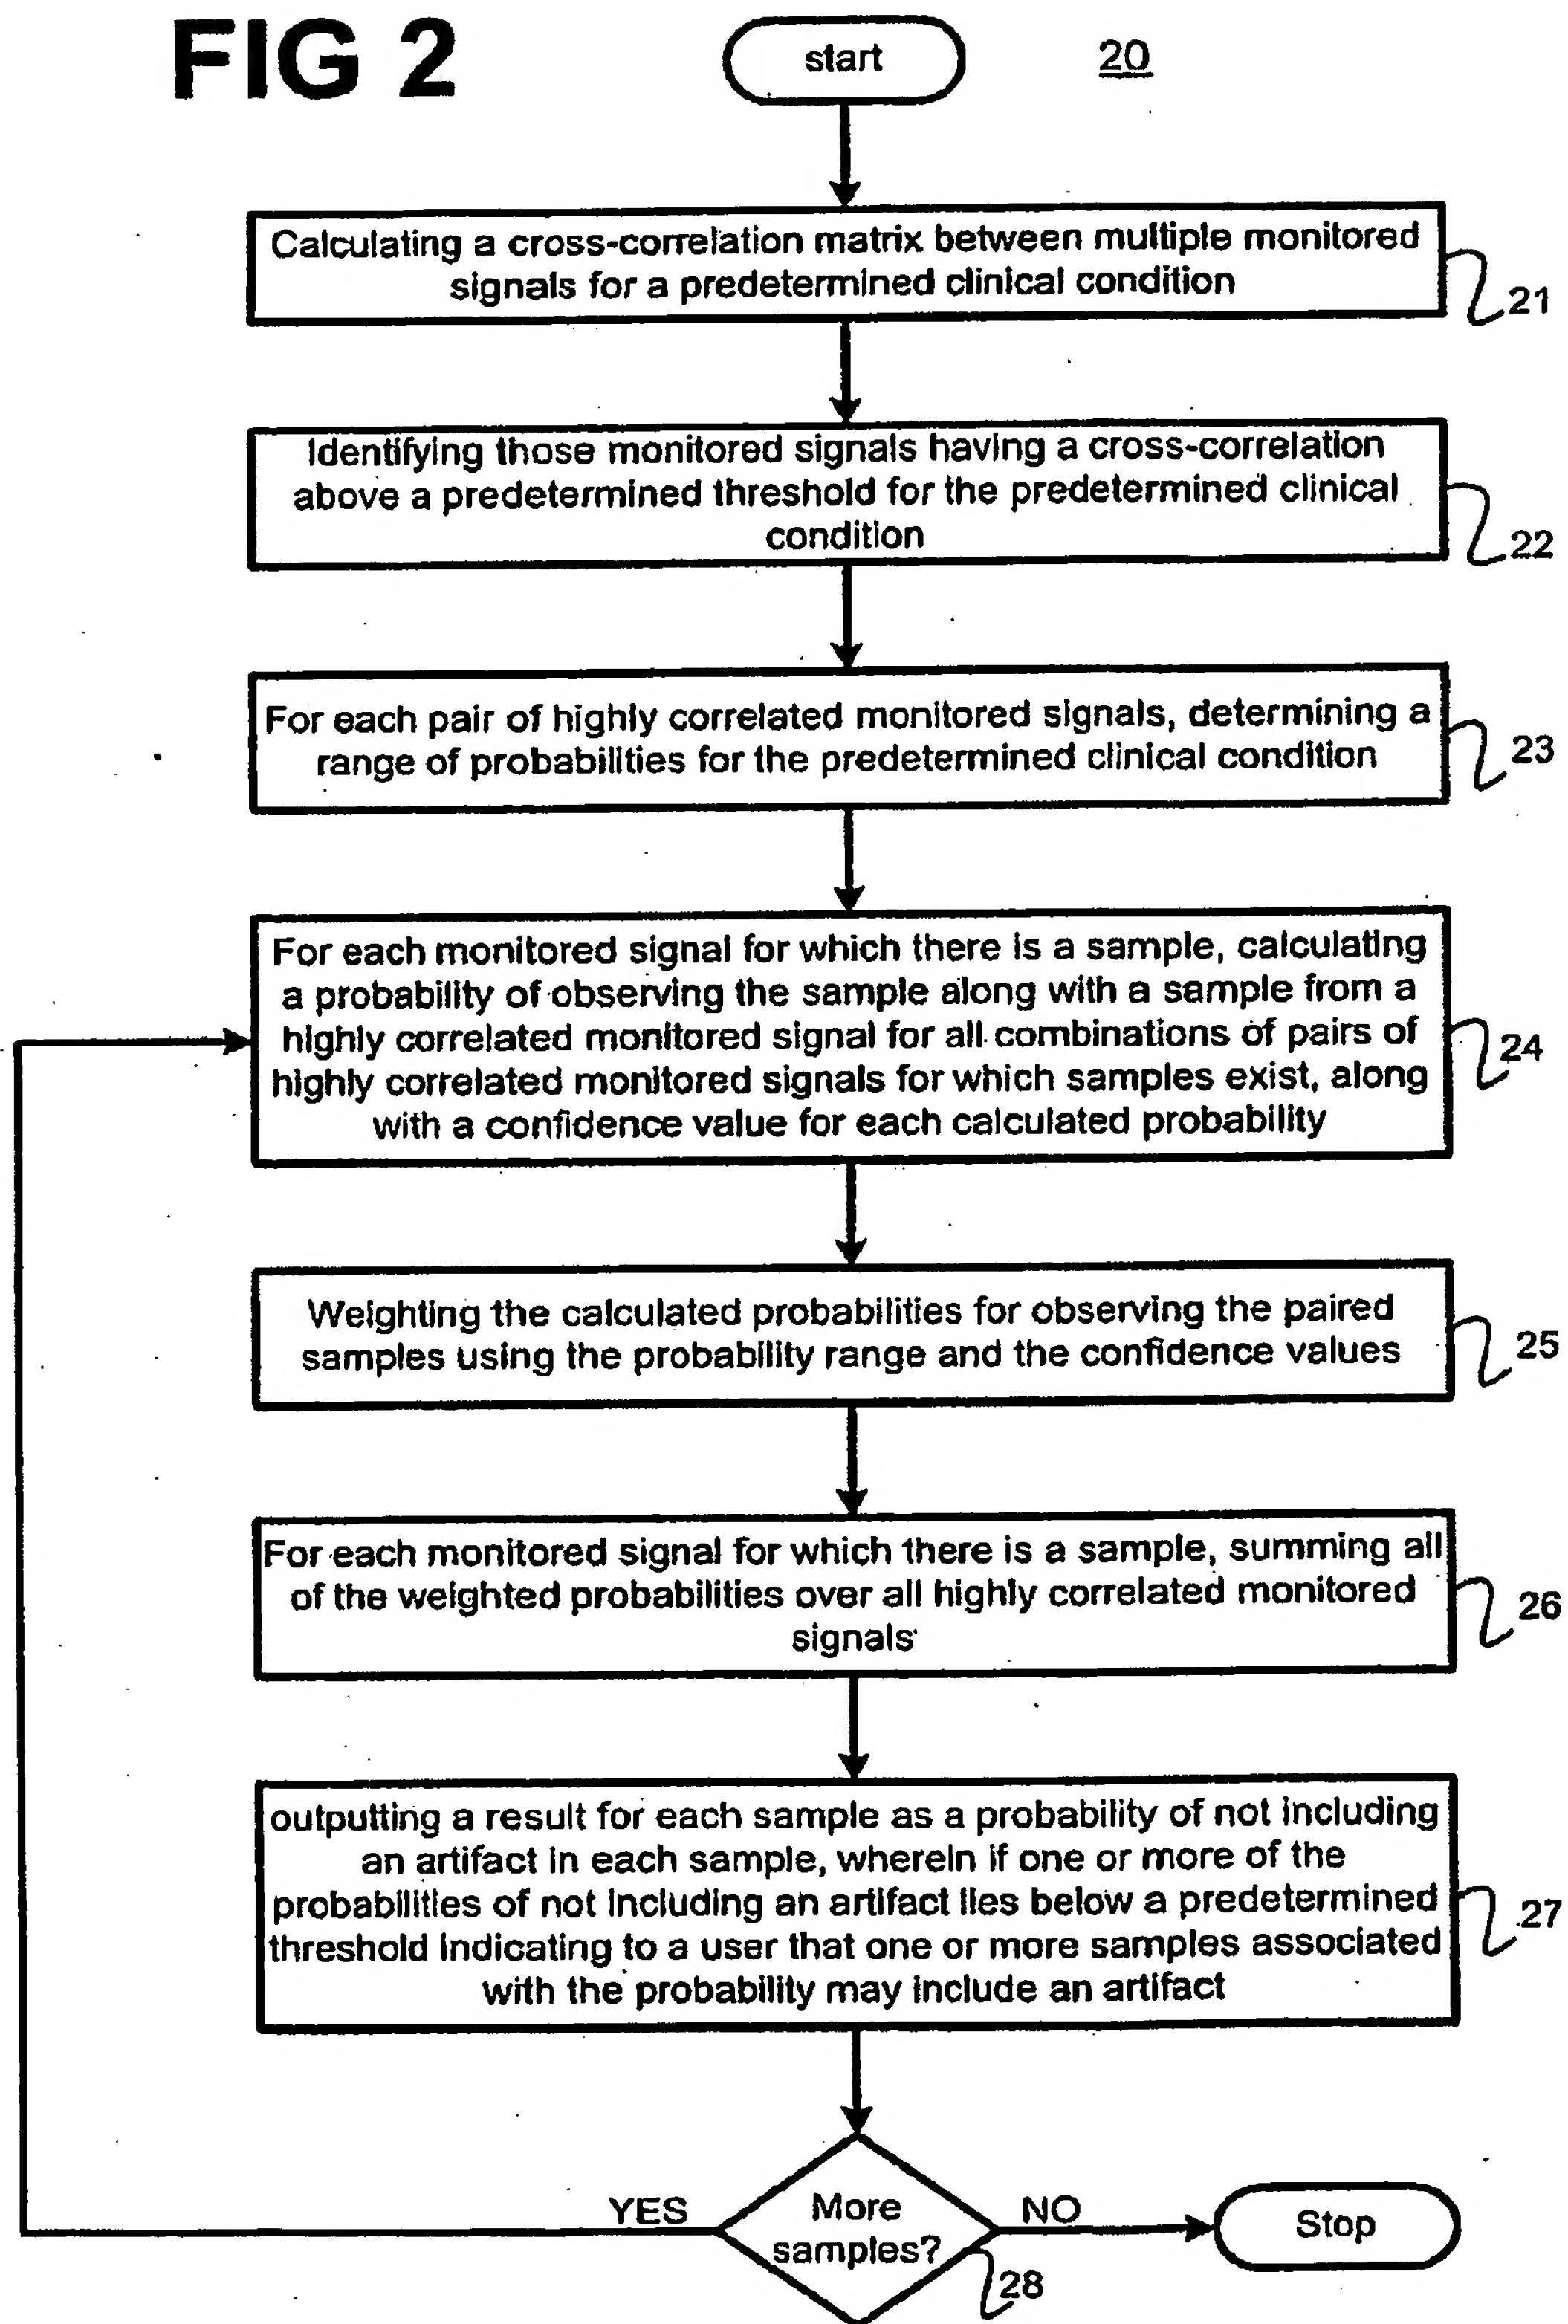 FIG 2
start
20
Calculating a cross-correlation matrix between multiple monitored
signals for a predetermined clinical condition
21
Identifying those monitored signals having a cross-correlation
above a predetermined threshold for the predetermined clinical
condition
22
For each pair of highly correlated monitored signals, determining a
range of probabilities for the predetermined clinical condition
23
For each monitored signal for which there is a sample, calculating
a probability of observing the sample along with a sample from a
highly correlated monitored signal for all combinations of pairs of
highly correlated monitored signals for which samples exist, along
with a confidence value for each calculated probability
24
Weighting the calculated probabilities for observing the paired
samples using the probability range and the confidence values
25
For each monitored signal for which there is a sample, summing all
of the weighted probabilities over all highly correlated monitored
signals
26
outputting a result for each sample as a probability of not including
an artifact in each sample, wherein if one or more of the
probabilities of not including an artifact lies below a predetermined
threshold indicating to a user that one or more samples associated
with the probability may include an artifact
27
YES
More
samples?
NO
Stop
28